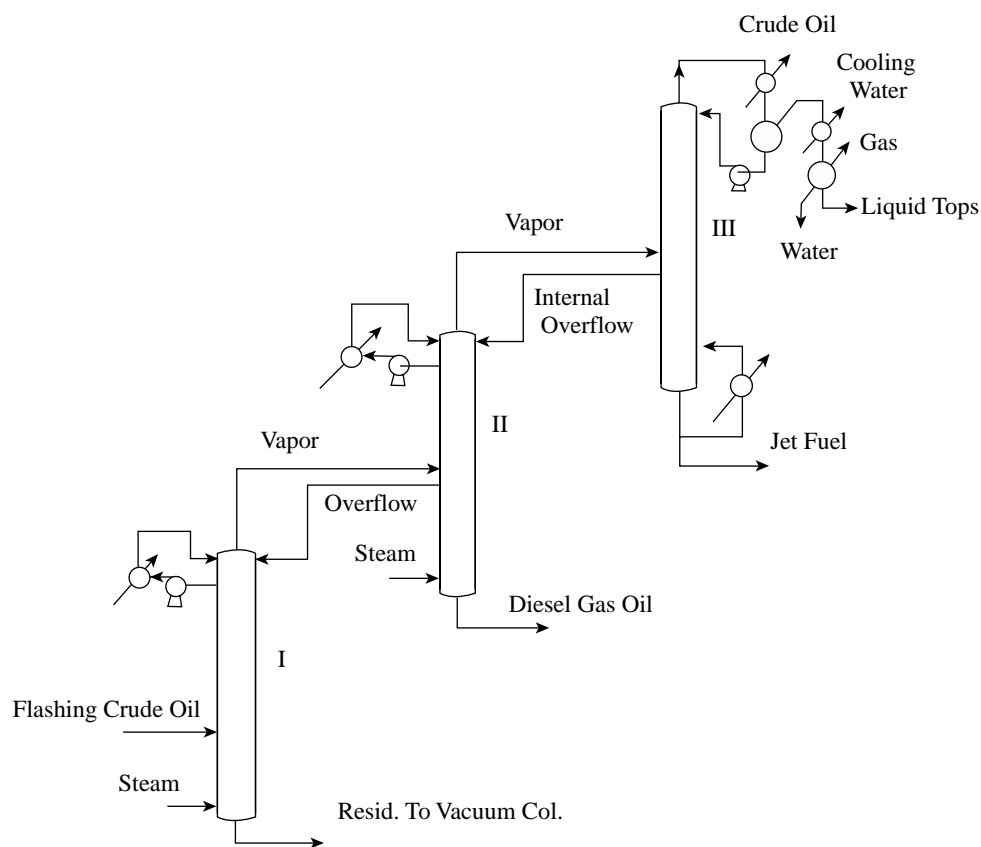 Crude Oil
Cooling
Water
Gas
Liquid Tops
Water
III
Vapor
Internal
Overflow
Jet Fuel
II
Vapor
Overflow
Steam
Diesel Gas Oil
I
Flashing Crude Oil
Steam
Resid. To Vacuum Col.